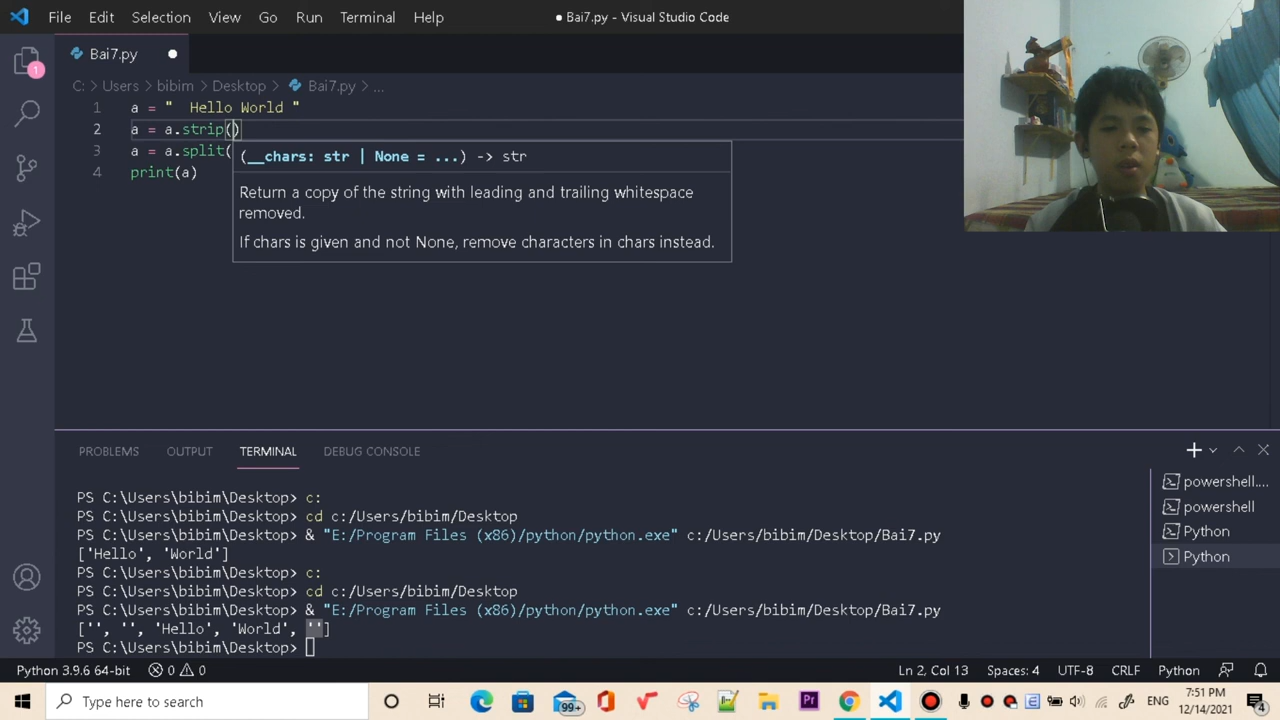 File Edit Selection View Go Run Terminal Help
● Bai7.py - Visual Studio Code
Bai7.py ●
1
C: > Users > bibim > Desktop > Bai7.py > ...
1 a = "  Hello World "
2 a = a.strip()
3 a = a.split(
4 print(a)
(__chars: str | None = ...) -> str
Return a copy of the string with leading and trailing whitespace
removed.
If chars is given and not None, remove characters in chars instead.
PROBLEMS OUTPUT TERMINAL DEBUG CONSOLE
PS C:\Users\bibim\Desktop> c:
PS C:\Users\bibim\Desktop> cd c:/Users/bibim/Desktop
PS C:\Users\bibim\Desktop> & "E:/Program Files (x86)/python/python.exe" c:/Users/bibim/Desktop/Bai7.py
['Hello', 'World']
PS C:\Users\bibim\Desktop> c:
PS C:\Users\bibim\Desktop> cd c:/Users/bibim/Desktop
PS C:\Users\bibim\Desktop> & "E:/Program Files (x86)/python/python.exe" c:/Users/bibim/Desktop/Bai7.py
['', '', 'Hello', 'World', '']
PS C:\Users\bibim\Desktop>
powershell....
powershell
Python
Python
Python 3.9.6 64-bit 0 0 Ln 2, Col 13 Spaces: 4 UTF-8 CRLF Python
Type here to search
99+
Pr
ENG
7:51 PM
12/14/2021
4